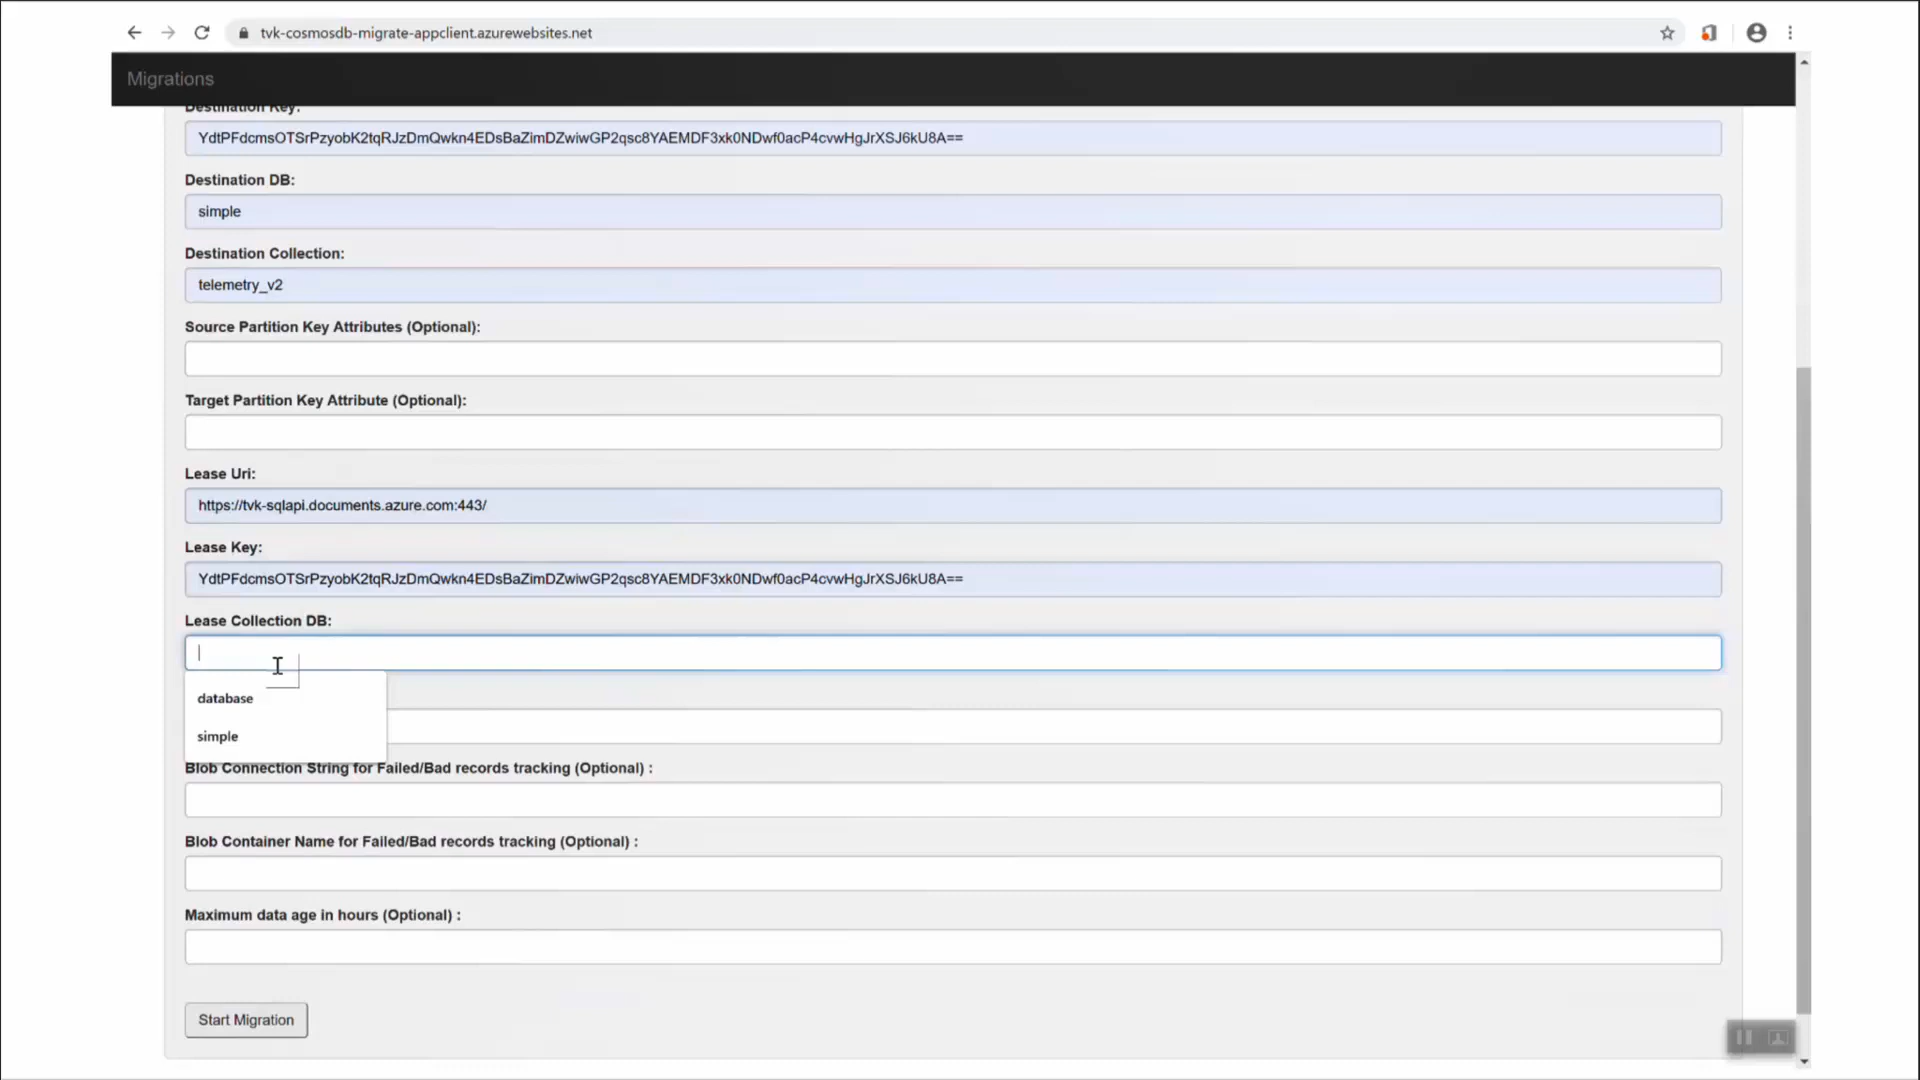 tvk-cosmosdb-migrate-appclient.azurewebsites.net
Migrations
Destination Key:
YdtPFdcmsOTSrPzyobK2tqRJzDmQwkn4EDsBaZimDZwiwGP2qsc8YAEMDF3xk0NDwf0acP4cvwHgJrXSJ6kU8A==
Destination DB:
simple
Destination Collection:
telemetry_v2
Source Partition Key Attributes (Optional):
Target Partition Key Attribute (Optional):
Lease Uri:
https://tvk-sqlapi.documents.azure.com:443/
Lease Key:
YdtPFdcmsOTSrPzyobK2tqRJzDmQwkn4EDsBaZimDZwiwGP2qsc8YAEMDF3xk0NDwf0acP4cvwHgJrXSJ6kU8A==
Lease Collection DB:
database
simple
Blob Connection String for Failed/Bad records tracking (Optional) :
Blob Container Name for Failed/Bad records tracking (Optional) :
Maximum data age in hours (Optional) :
Start Migration